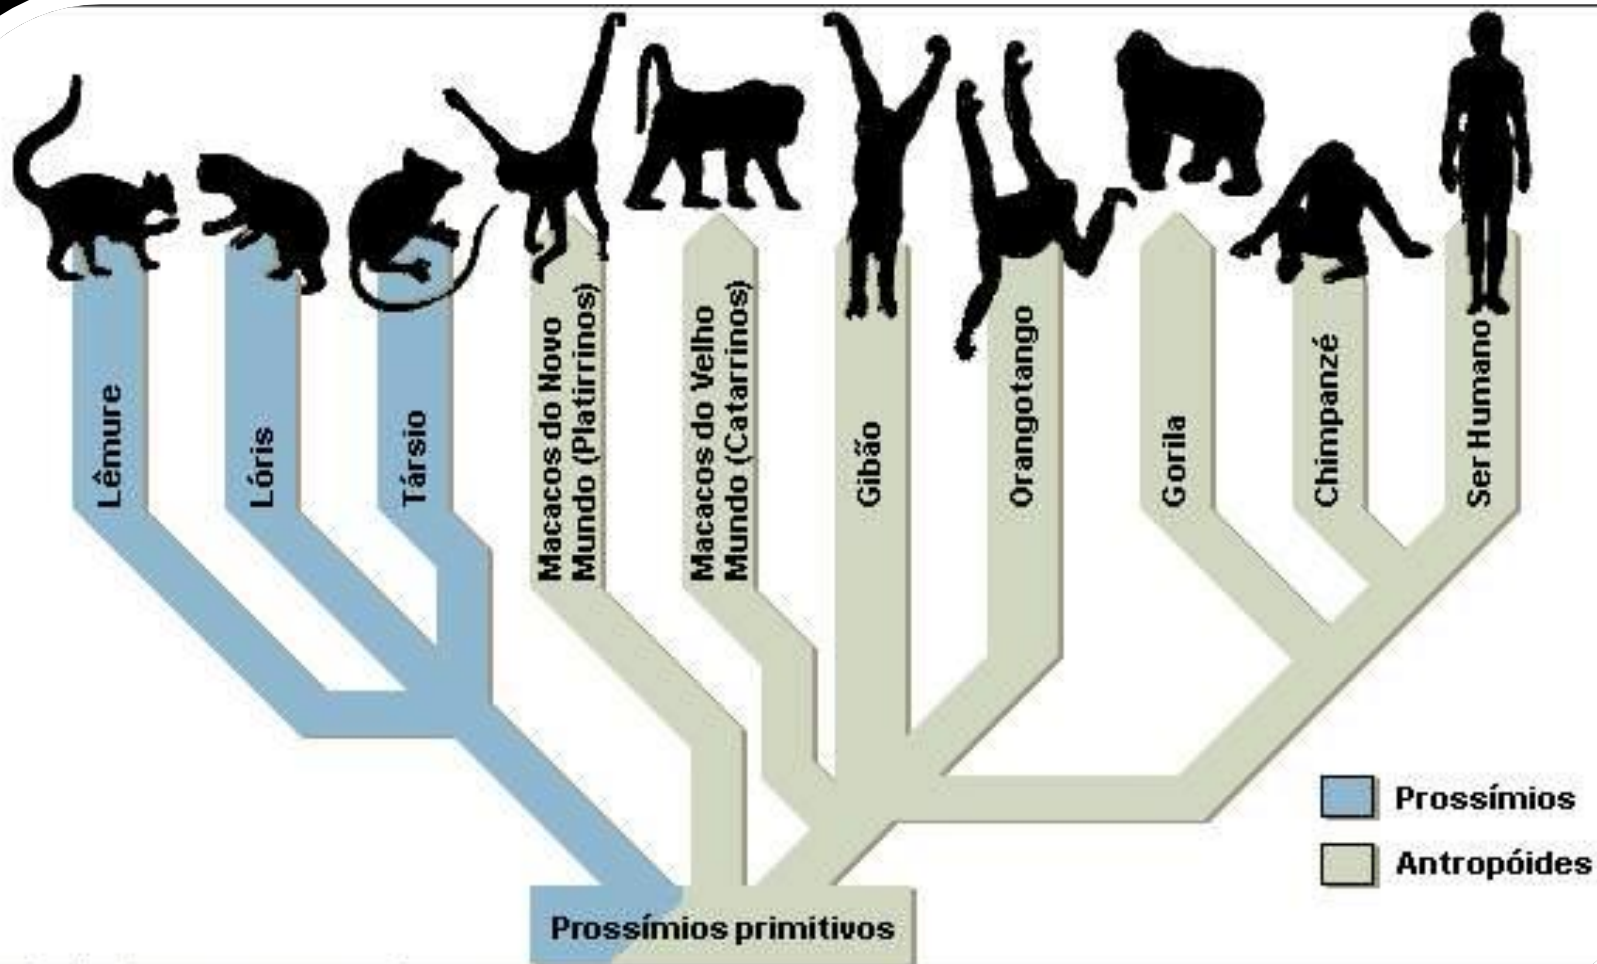 Lêmure
Lóris
Társio
Macacos do Novo
Mundo (Platirrinos)
Macacos do Velho
Mundo (Catarrinos)
Gibão
Orangotango
Gorila
Chimpanzé
Ser Humano
Prossímios
Antropóides
Prossímios primitivos